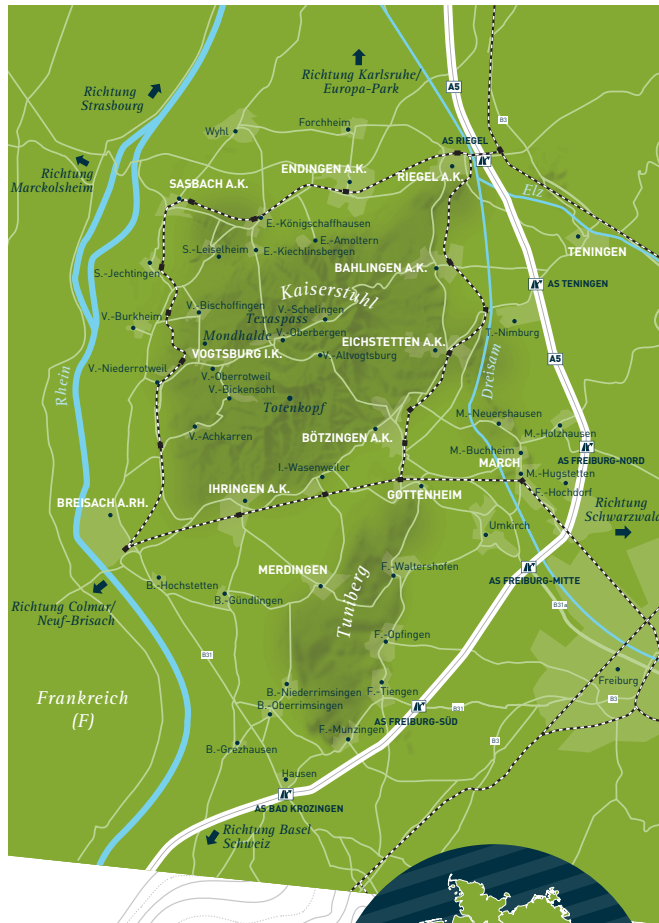 Richtung Karlsruhe/
Europa-Park
A5
Richtung
Strasbourg
B3
Forchheim
Wyhl
AS RIEGEL
Richtung
Marckolsheim
ENDINGEN A.K.
RIEGEL A.K.
SASBACH A.K.
Elz
E.-Königschaffhausen
E.-Amoltern
TENINGEN
S.-Leiselheim
E.-Kiechlinsbergen
S.-Jechtingen
BAHLINGEN A.K.
AS TENINGEN
Kaiserstuhl
V.-Bischoffingen
V.-Schelingen
Texaspass
V.-Burkheim
T.-Nimburg
Mondhalde
V.-Oberbergen
EICHSTETTEN A.K.
VOGTSBURG I.K.
V.-Altvogtsburg
A5
Dreisam
Rhein
V.-Niederrotweil
V.-Oberrotweil
V.-Bickensohl
Totenkopf
M.-Neuershausen
V.-Achkarren
BÖTZINGEN A.K.
M.-Holzhausen
M.-Buchheim
AS FREIBURG-NORD
MARCH
I.-Wasenweiler
M.-Hugstetten
IHRINGEN A.K.
GOTTENHEIM
F.-Hochdorf
BREISACH A.RH.
Richtung
Schwarzwald
Umkirch
MERDINGEN
F.-Waltershofen
AS FREIBURG-MITTE
B.-Hochstetten
B.-Gündlingen
Richtung Colmar/
Neuf-Brisach
B31a
Tuniberg
F.-Opfingen
B31
Freiburg
Frankreich
(F)
B.-Niederrimsingen
F.-Tiengen
B3
B.-Oberrimsingen
B31
AS FREIBURG-SÜD
F.-Munzingen
B3
B.-Grezhausen
Hausen
AS BAD KROZINGEN
Richtung Basel
Schweiz